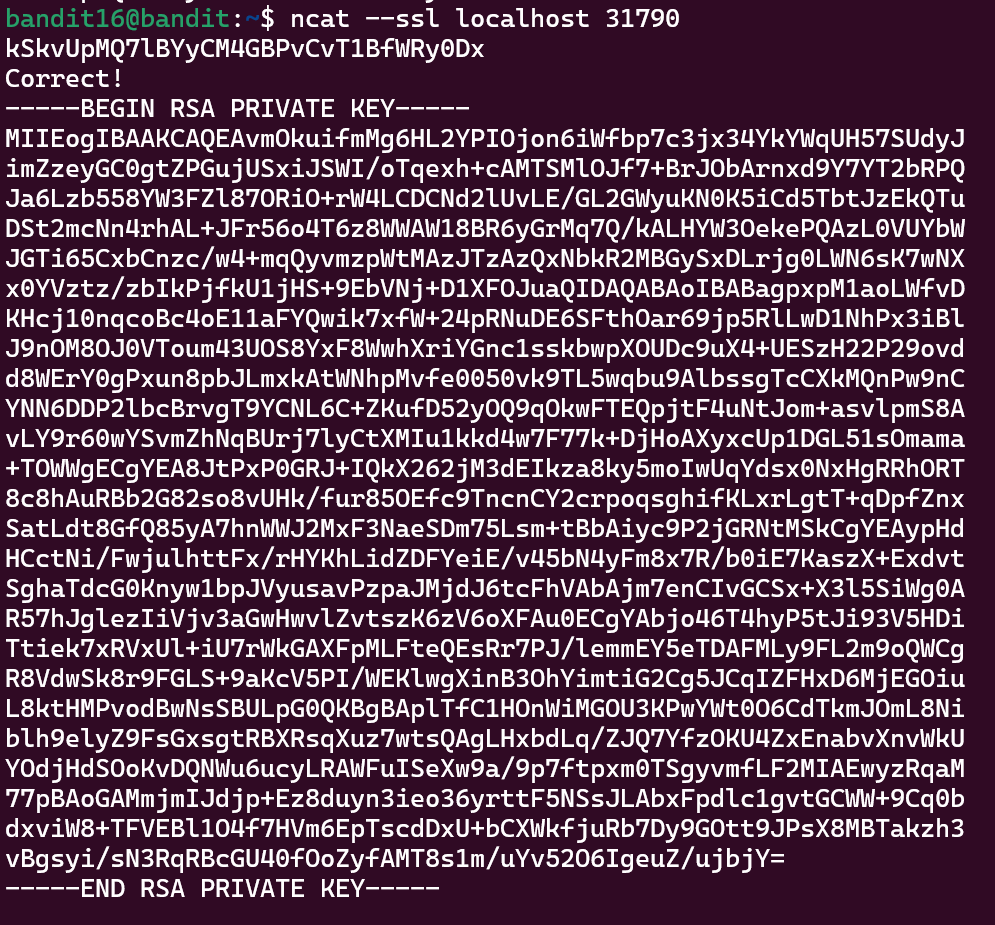 bandit16@bandit:~$ ncat --ssl localhost 31790
kSkvUpMQ7lBYyCM4GBPvCvT1BfWRy0Dx
Correct!
-----BEGIN RSA PRIVATE KEY-----
MIIEogIBAAKCAQEAvmOkuifmMg6HL2YPIOjon6iWfbp7c3jx34YkYWqUH57SUdyJ
imZzeyGC0gtZPGujUSxiJSWI/oTqexh+cAMTSMlOJf7+BrJObArnxd9Y7YT2bRPQ
Ja6Lzb558YW3FZl87ORiO+rW4LCDCNd2lUvLE/GL2GWyuKN0K5iCd5TbtJzEkQTu
DSt2mcNn4rhAL+JFr56o4T6z8WWAW18BR6yGrMq7Q/kALHYW3OekePQAzL0VUYbW
JGTi65CxbCnzc/w4+mqQyvmzpWtMAzJTzAzQxNbkR2MBGySxDLrjg0LWN6sK7wNX
x0YVztz/zbIkPjfkU1jHS+9EbVNj+D1XFOJuaQIDAQABAoIBABagpxpM1aoLWfvD
KHcj10nqcoBc4oE11aFYQwik7xfW+24pRNuDE6SFthOar69jp5RlLwD1NhPx3iBl
J9nOM8OJ0VToum43UOS8YxF8WwhXriYGnc1sskbwpXOUDc9uX4+UESzH22P29ovd
d8WErY0gPxun8pbJLmxkAtWNhpMvfe0050vk9TL5wqbu9AlbssgTcCXkMQnPw9nC
YNN6DDP2lbcBrvgT9YCNL6C+ZKufD52yOQ9qOkwFTEQpjtF4uNtJom+asvlpmS8A
vLY9r60wYSvmZhNqBUrj7lyCtXMIu1kkd4w7F77k+DjHoAXyxcUp1DGL51sOmama
+TOWWgECgYEA8JtPxP0GRJ+IQkX262jM3dEIkza8ky5moIwUqYdsx0NxHgRRhORT
8c8hAuRBb2G82so8vUHk/fur85OEfc9TncnCY2crpoqsghifKLxrLgtT+qDpfZnx
SatLdt8GfQ85yA7hnWWJ2MxF3NaeSDm75Lsm+tBbAiyc9P2jGRNtMSkCgYEAypHd
HCctNi/FwjulhttFx/rHYKhLidZDFYeiE/v45bN4yFm8x7R/b0iE7KaszX+Exdvt
SghaTdcG0Knyw1bpJVyusavPzpaJMjdJ6tcFhVAbAjm7enCIvGCSx+X3l5SiWg0A
R57hJglezIiVjv3aGwHwvlZvtszK6zV6oXFAu0ECgYAbjo46T4hyP5tJi93V5HDi
Ttiek7xRVxUl+iU7rWkGAXFpMLFteQEsRr7PJ/lemmEY5eTDAFMLy9FL2m9oQWCg
R8VdwSk8r9FGLS+9aKcV5PI/WEKlwgXinB3OhYimtiG2Cg5JCqIZFHxD6MjEGOiu
L8ktHMPvodBwNsSBULpG0QKBgBAplTfC1HOnWiMGOU3KPwYWt0O6CdTkmJOmL8Ni
blh9elyZ9FsGxsgtRBXRsqXuz7wtsQAgLHxbdLq/ZJQ7YfzOKU4ZxEnabvXnvWkU
YOdjHdSOoKvDQNWu6ucyLRAWFuISeXw9a/9p7ftpxm0TSgyvmfLF2MIAEwyzRqaM
77pBAoGAMmjmIJdjp+Ez8duyn3ieo36yrttF5NSsJLAbxFpdlc1gvtGCWW+9Cq0b
dxviW8+TFVEBl1O4f7HVm6EpTscdDxU+bCXWkfjuRb7Dy9GOtt9JPsX8MBTakzh3
vBgsyi/sN3RqRBcGU40fOoZyfAMT8s1m/uYv52O6IgeuZ/ujbjY=
-----END RSA PRIVATE KEY-----